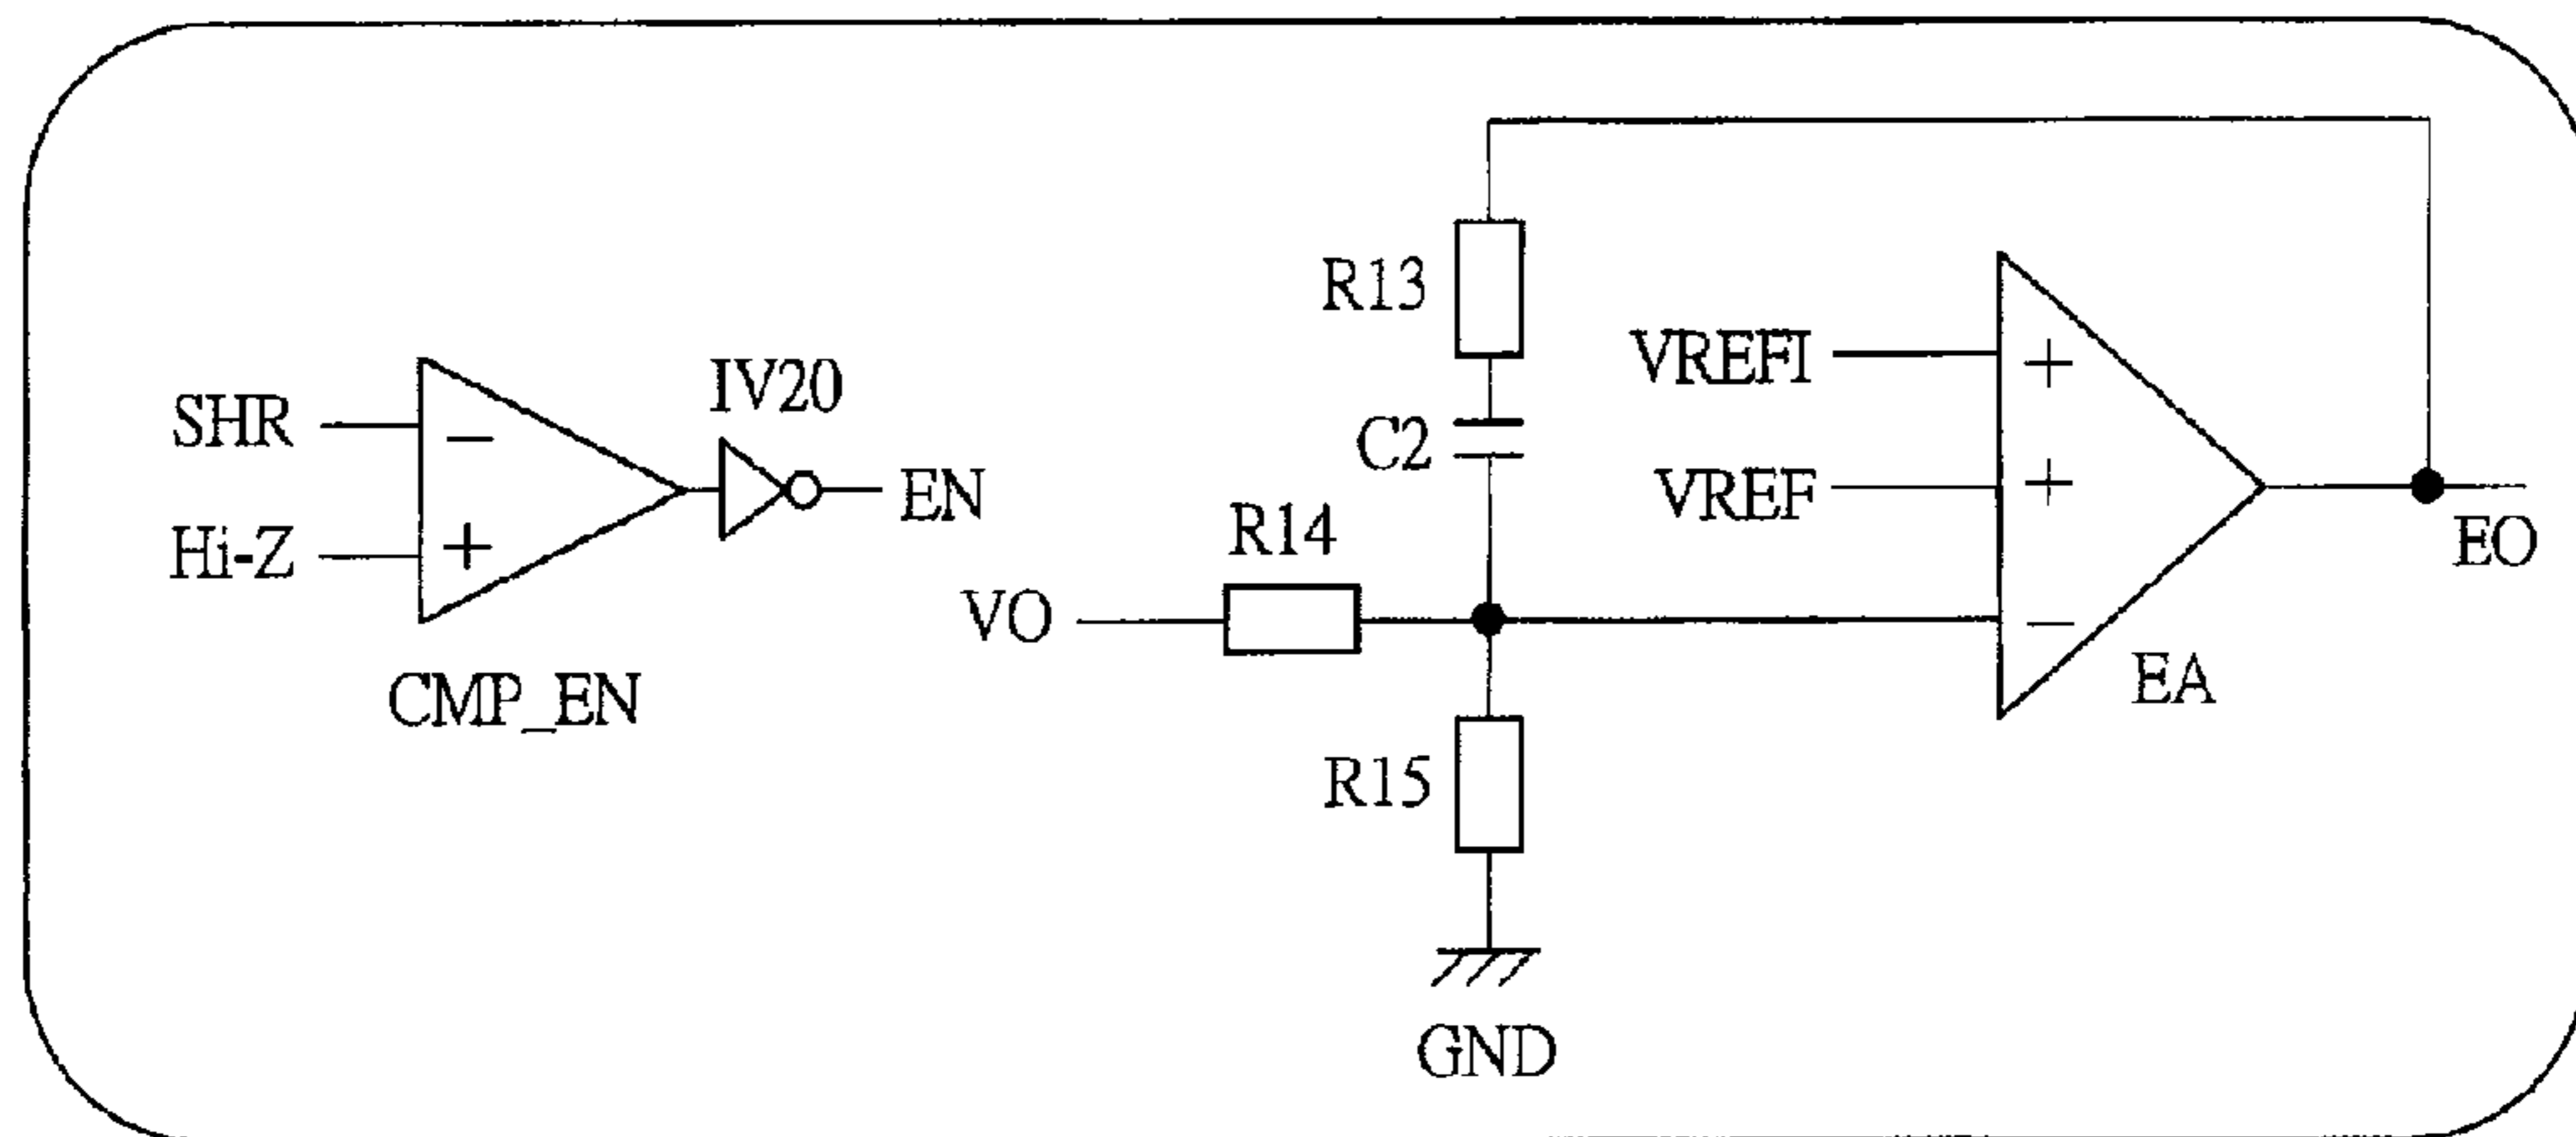 SHR
Hi-Z
−
+
CMP_EN
IV20
EN
VO
R14
R13
C2
R15
GND
VREFI
VREF
+
+
−
EA
EO